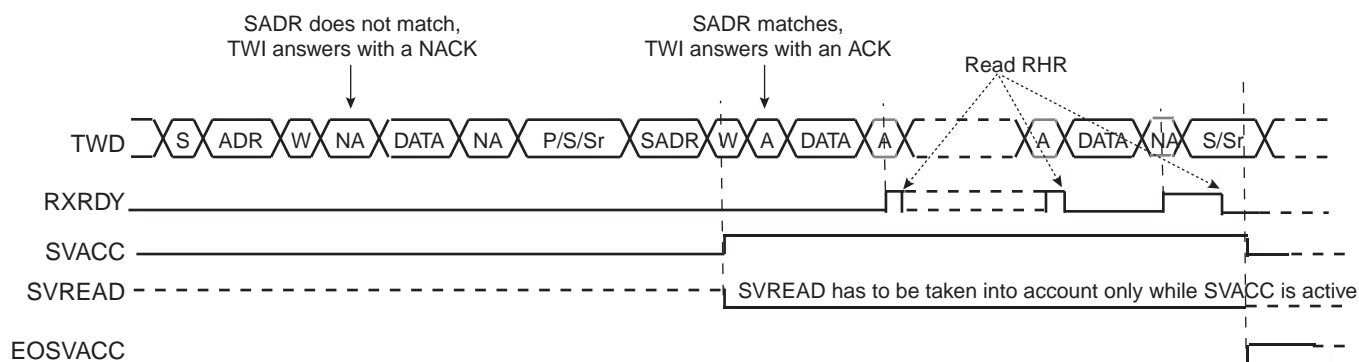 SADR does not match,
TWI answers with a NACK
SADR matches,
TWI answers with an ACK
Read RHR
TWD S ADR W NA DATA NA P/S/Sr SADR W A DATA A A DATA NA S/Sr
RXRDY
SVACC
SVREAD SVREAD has to be taken into account only while SVACC is active
EOSVACC